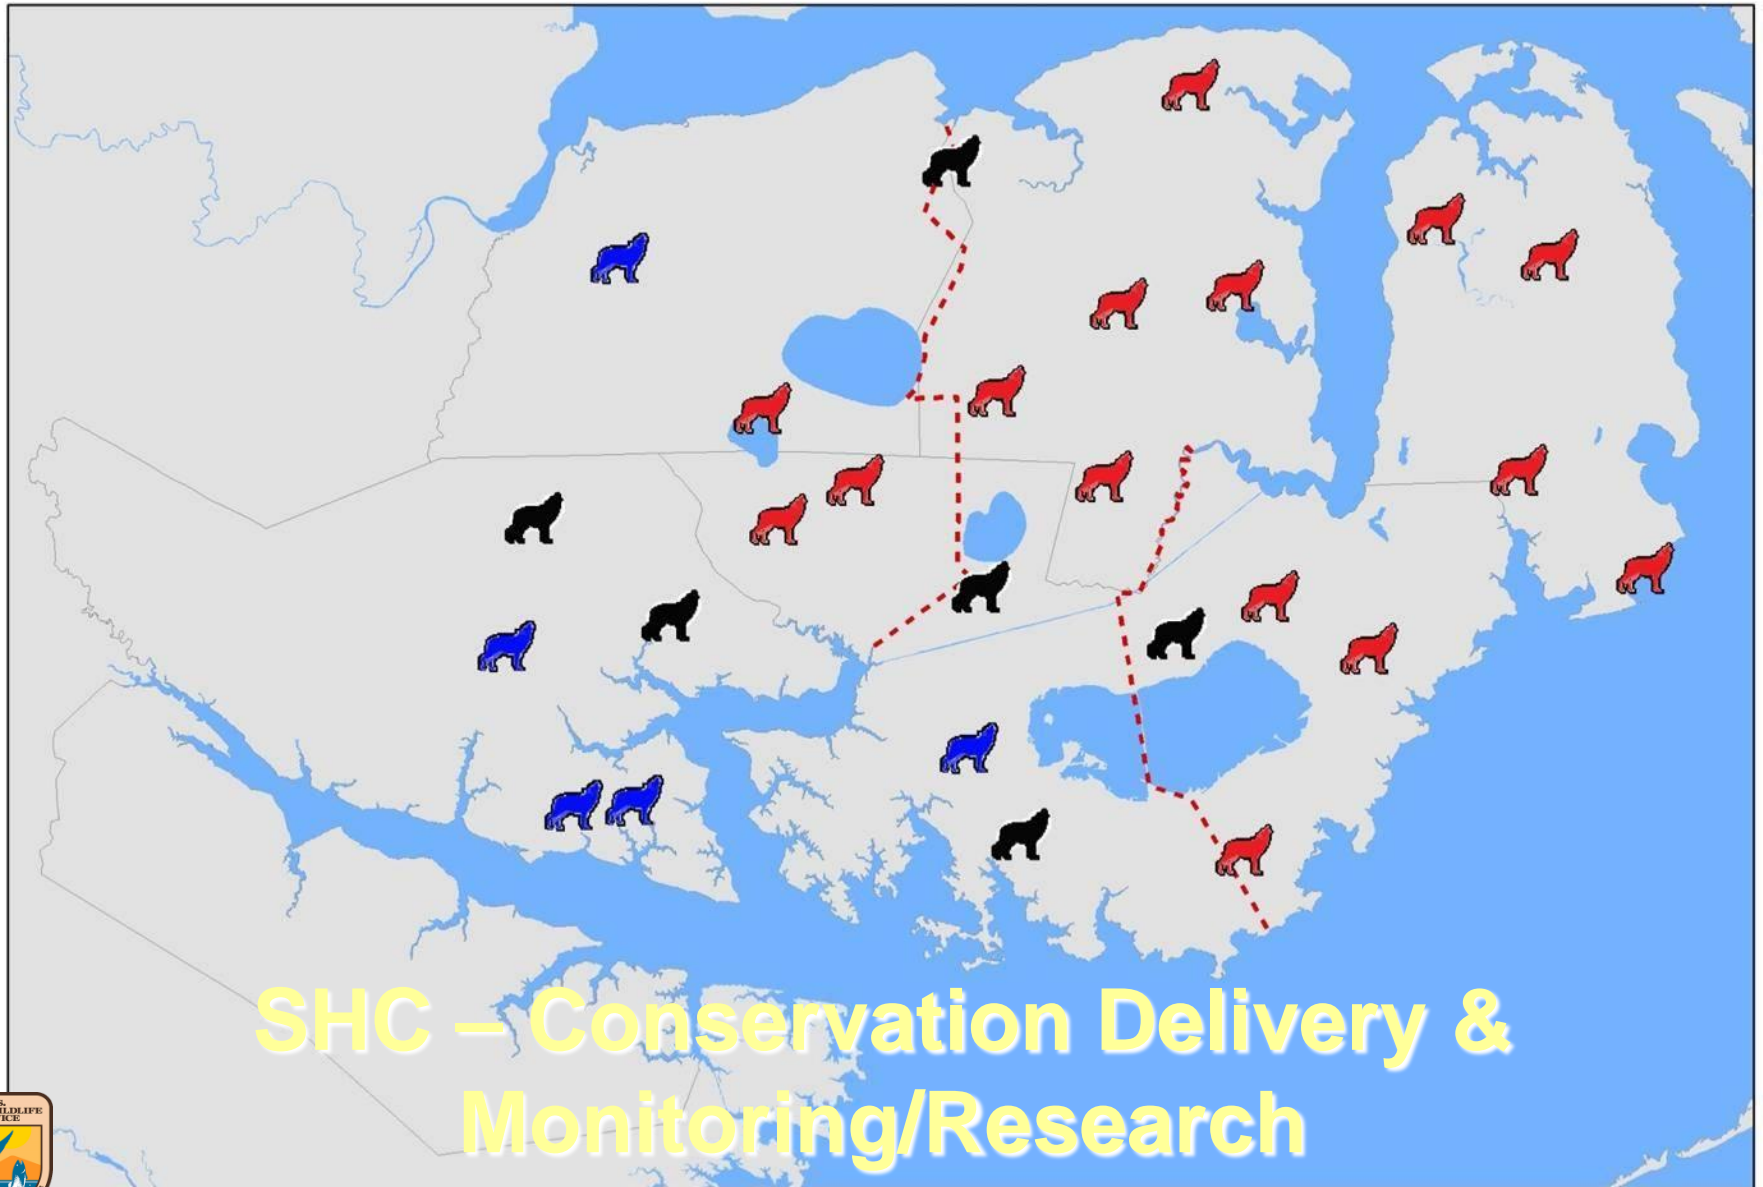 SHC – Conservation Delivery &
Monitoring/Research